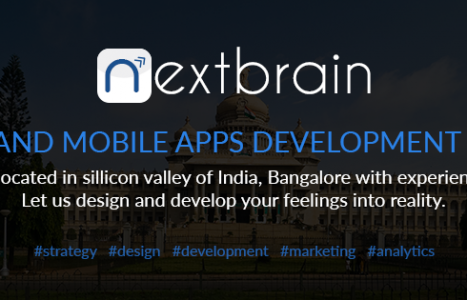 nextbrain
AND MOBILE APPS DEVELOPMENT
located in sillicon valley of India, Bangalore with experien
Let us design and develop your feelings into reality.
#strategy #design #development #marketing #analytics